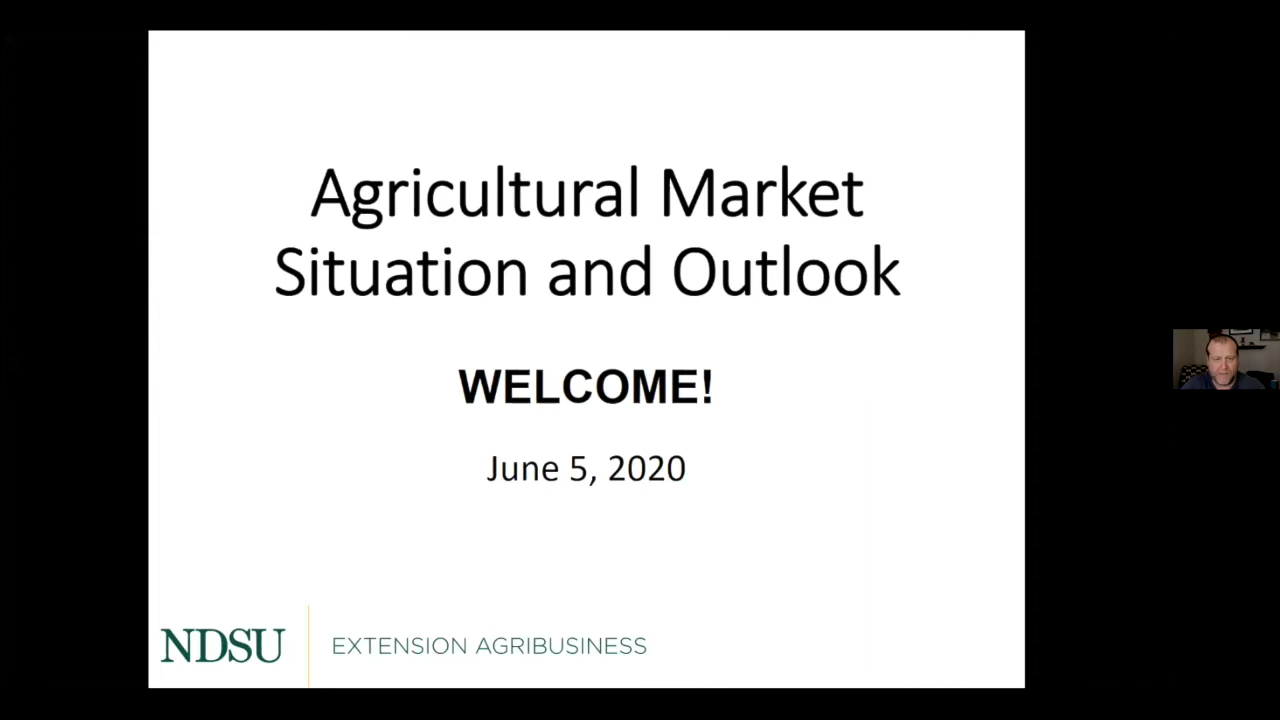 Agricultural Market
Situation and Outlook
WELCOME!
June 5, 2020
NDSU
EXTENSION AGRIBUSINESS